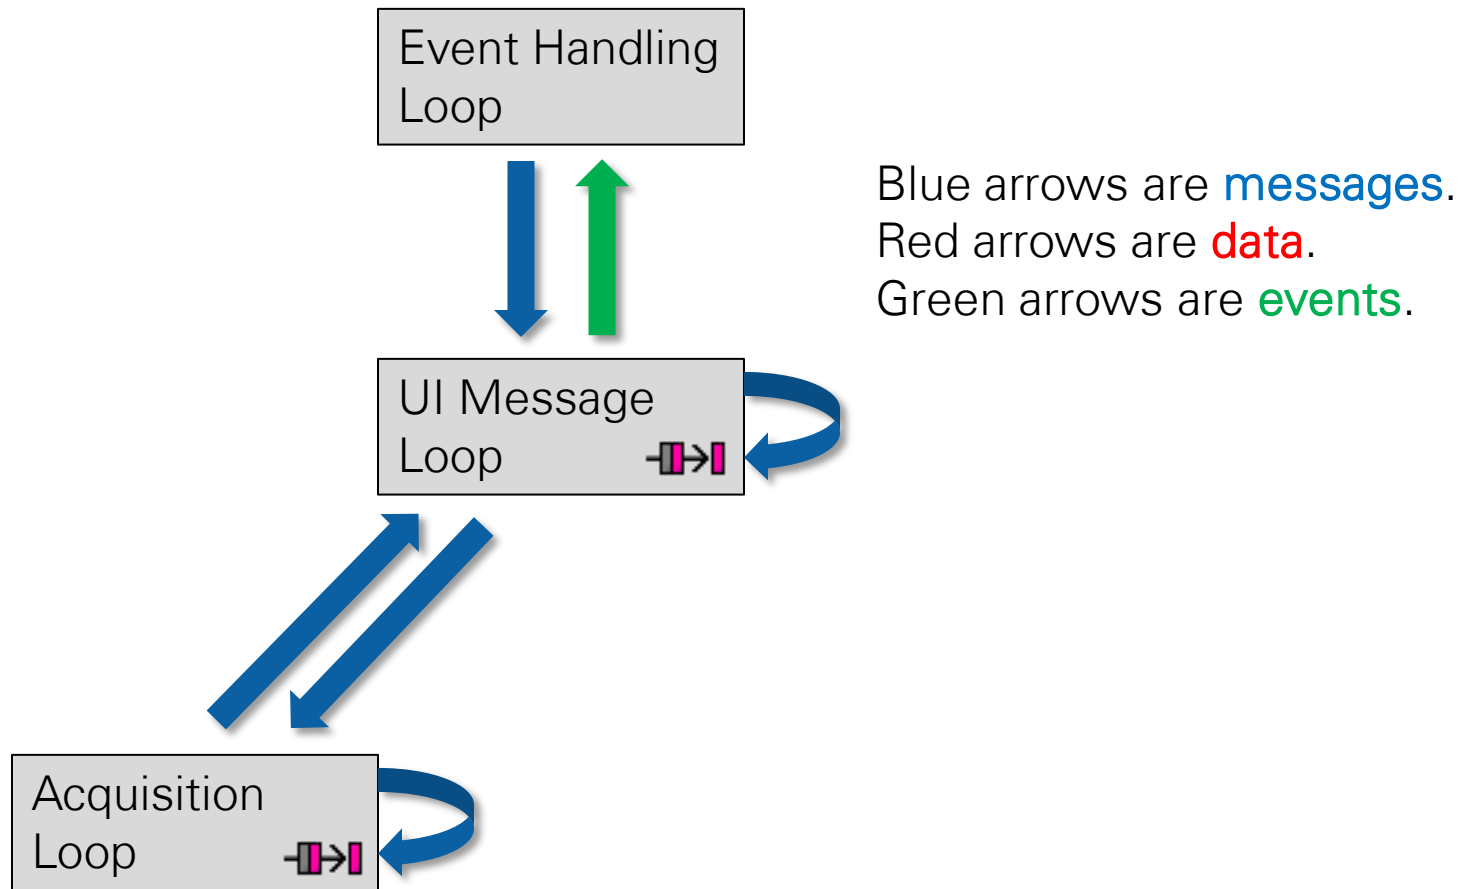 Event Handling
Loop
Blue arrows are messages.
Red arrows are data.
Green arrows are events.
UI Message
Loop
Acquisition
Loop